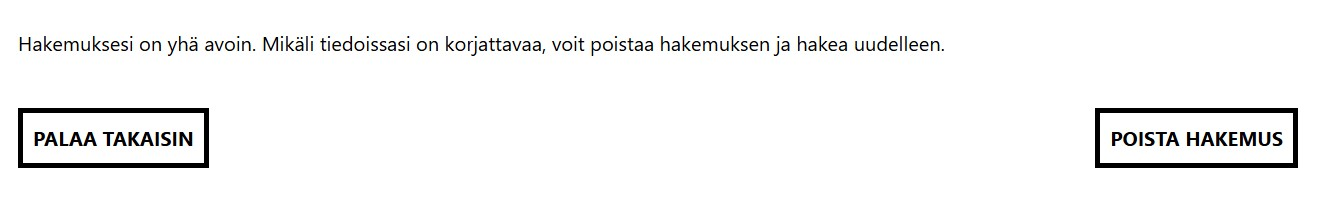 Hakemuksesi on yhä avoin. Mikäli tiedoissasi on korjattavaa, voit poistaa hakemuksen ja hakea uudelleen.
PALAA TAKAISIN
POISTA HAKEMUS